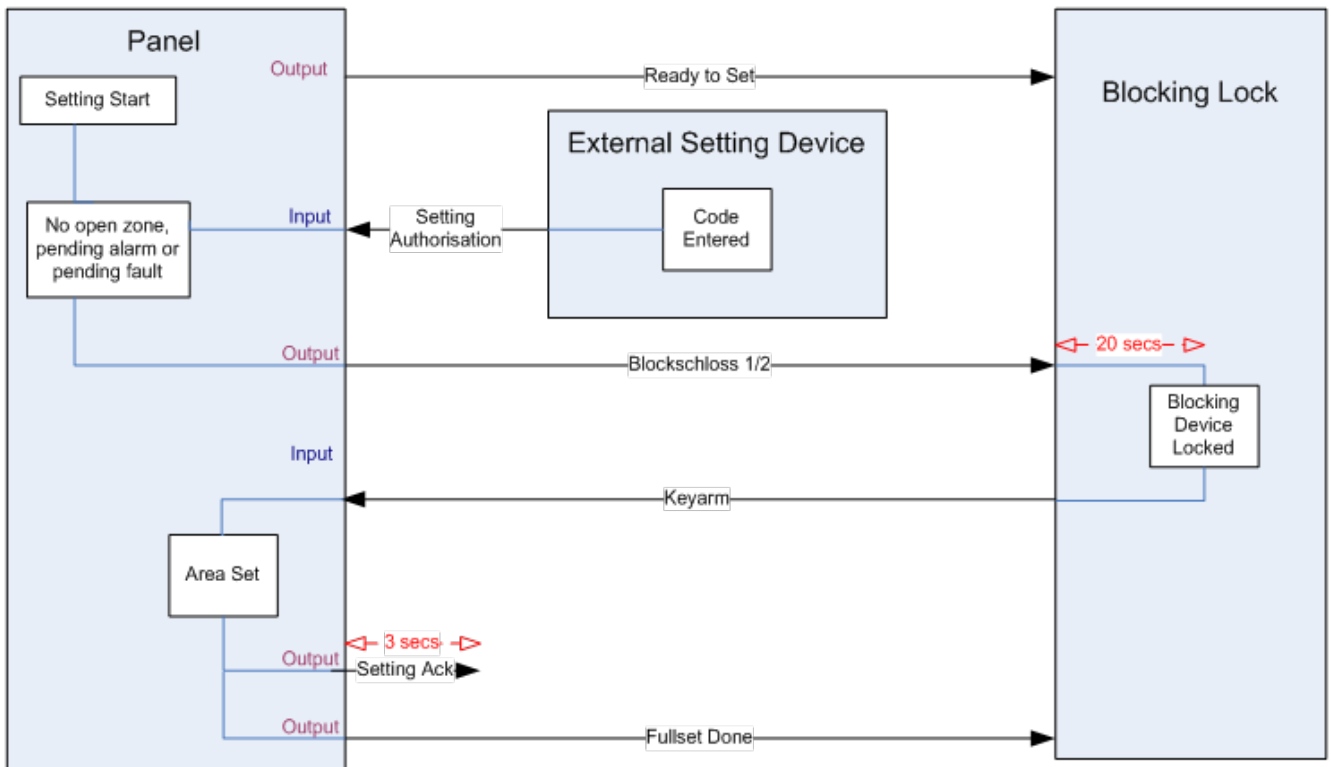 Panel
Output
Ready to Set
Blocking Lock
Setting Start
External Setting Device
No open zone,
pending alarm or
pending fault
Input
Setting
Authorisation
Code
Entered
Output
Blockschloss 1/2
20 secs
Blocking
Device
Locked
Input
Keyarm
Area Set
3 secs
Output
Setting Ack
Output
Fullset Done